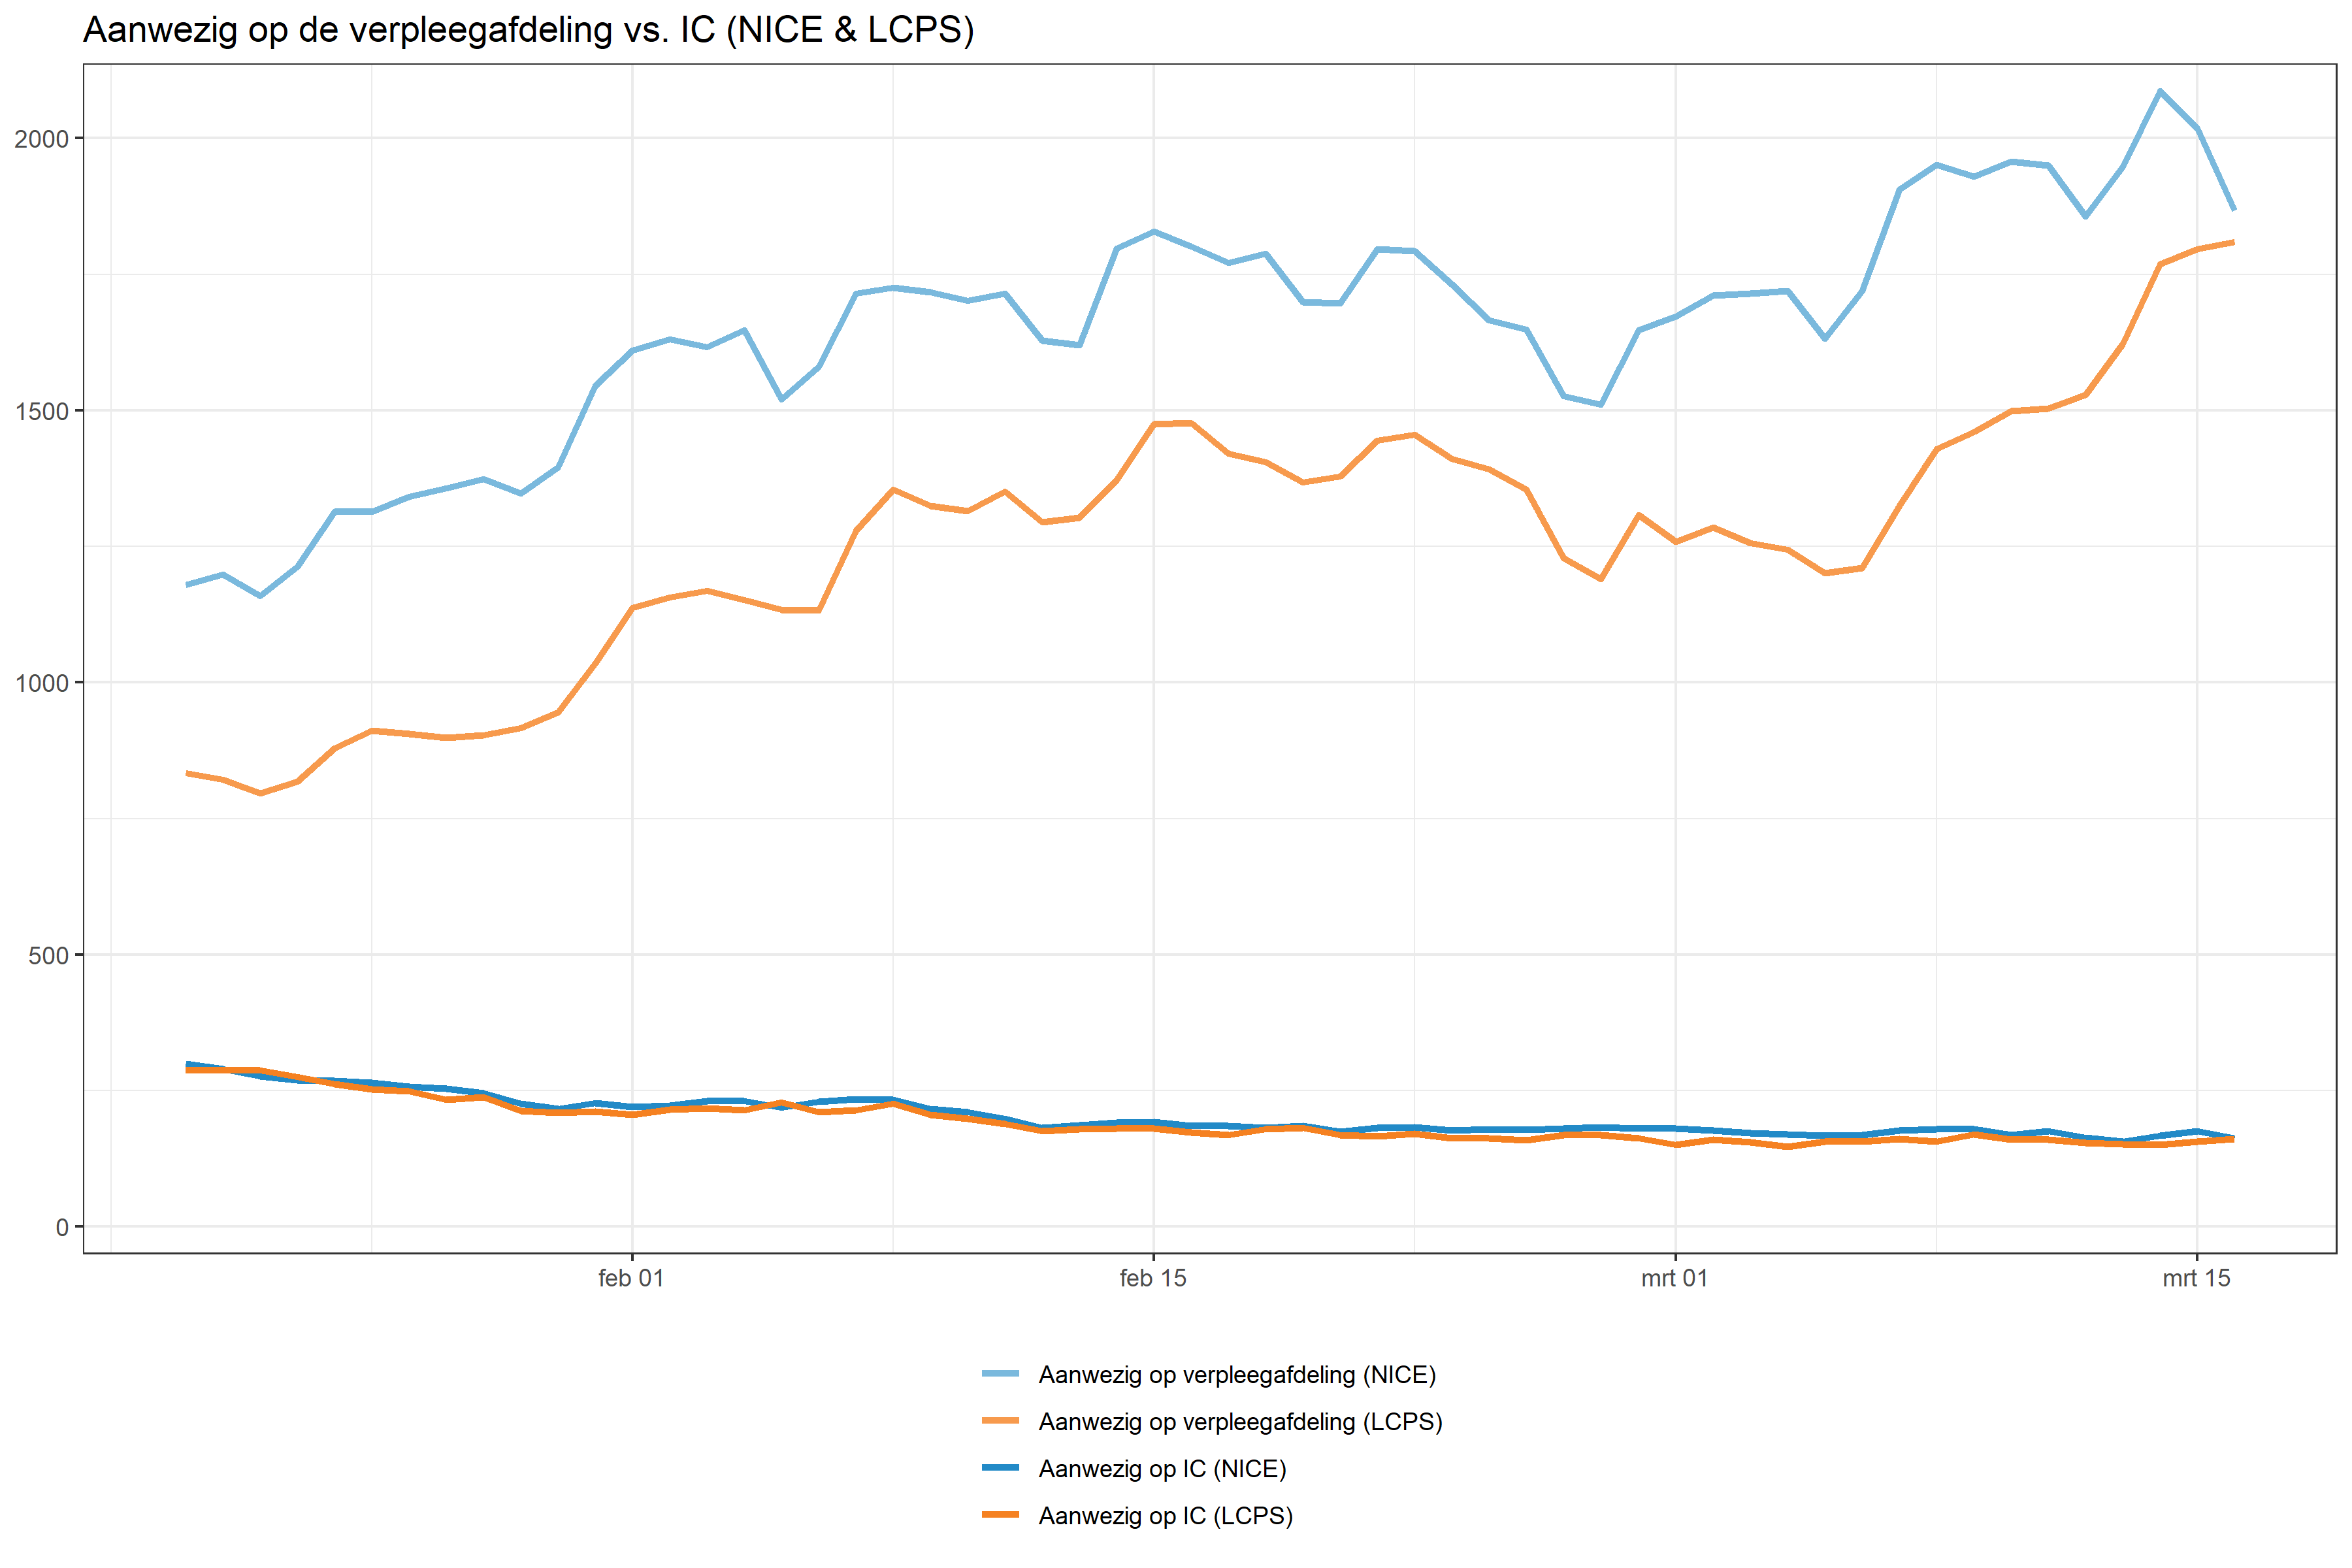 Aanwezig op de verpleegafdeling vs. IC (NICE & LCPS)
2000
1500
1000
500
0
feb 01 feb 15 mrt 01 mrt 15
Aanwezig op verpleegafdeling (NICE)
Aanwezig op verpleegafdeling (LCPS)
Aanwezig op IC (NICE)
Aanwezig op IC (LCPS)